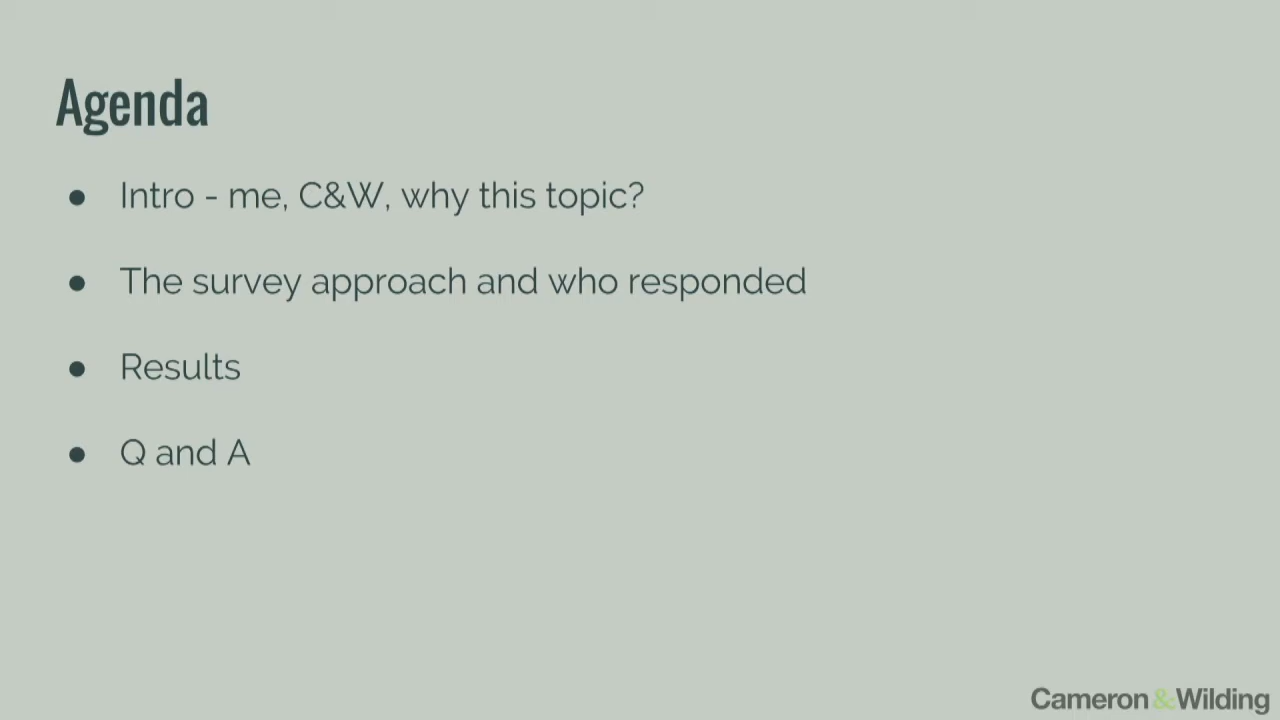 Agenda
● Intro - me, C&W, why this topic?
● The survey approach and who responded
● Results
● Q and A
Cameron&Wilding